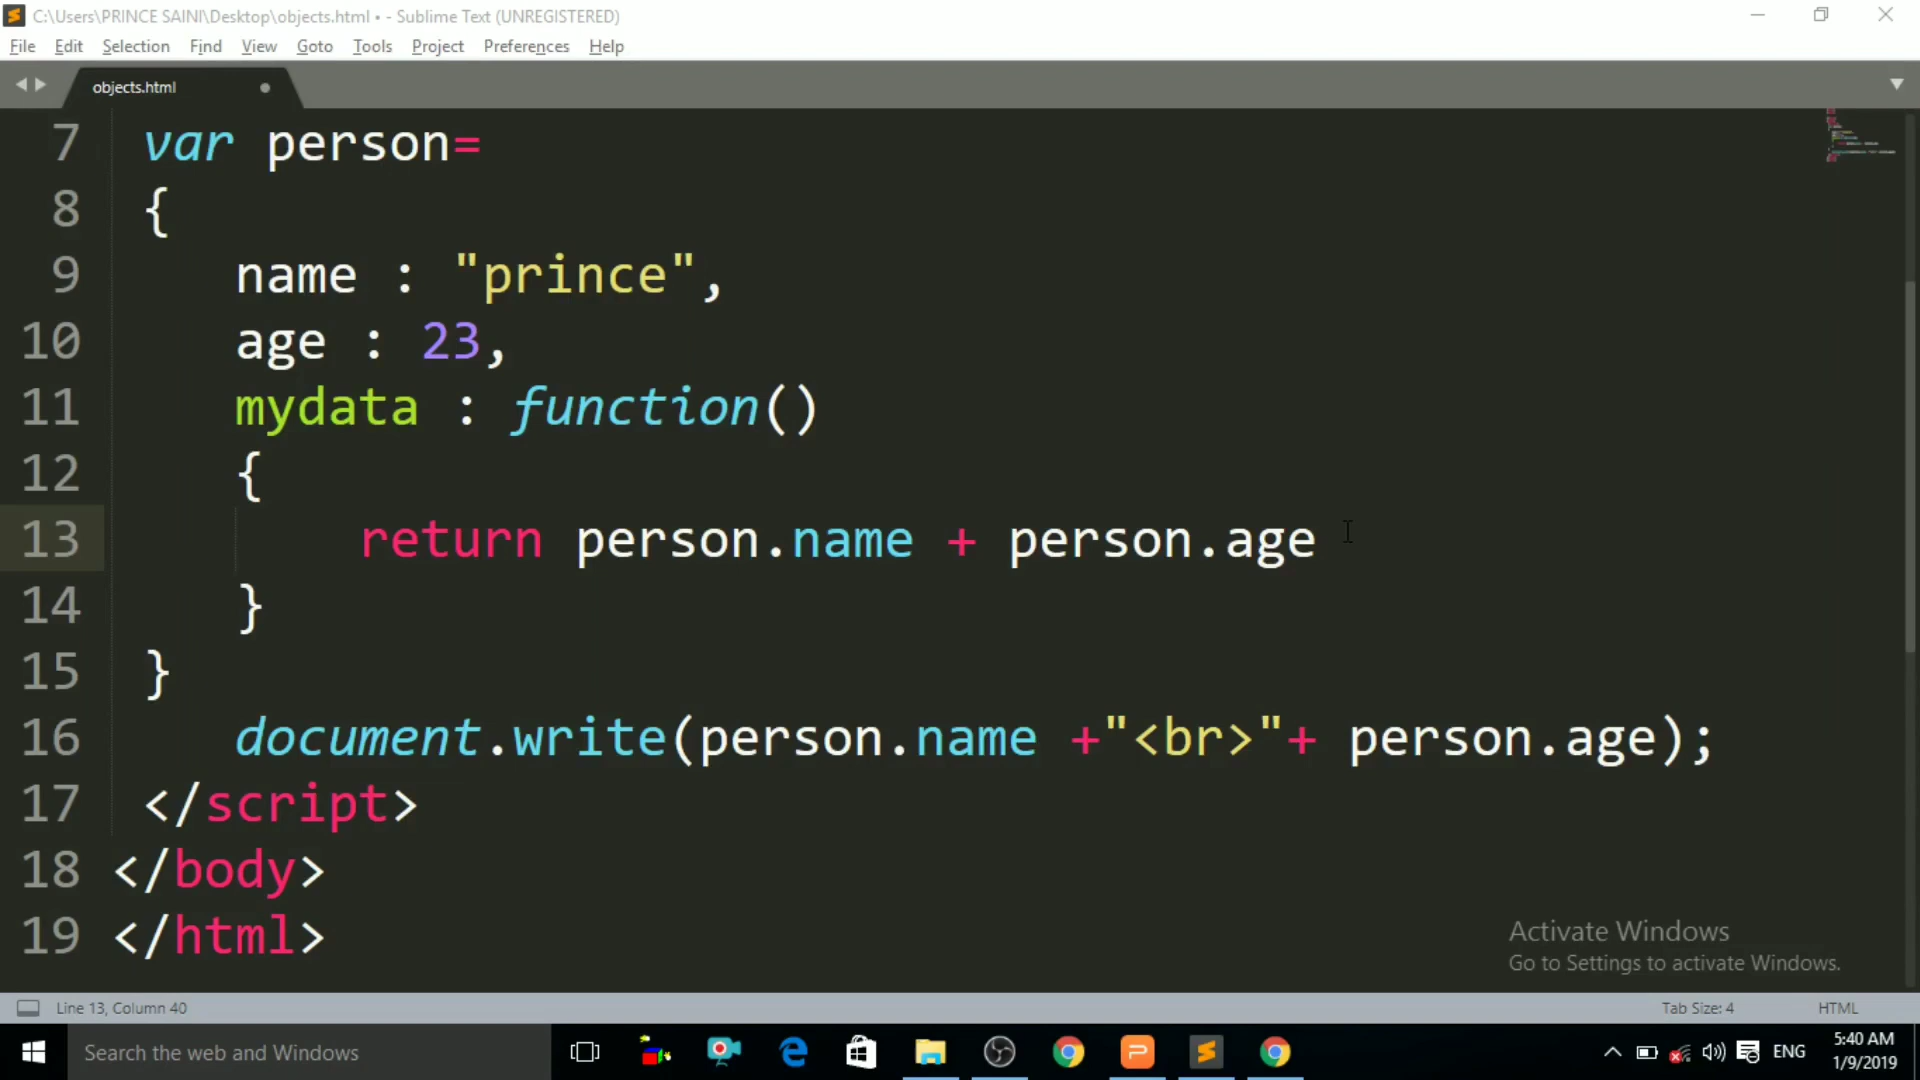 C:\Users\PRINCE SAINI\Desktop\objects.html • - Sublime Text (UNREGISTERED)
File Edit Selection Find View Goto Tools Project Preferences Help
objects.html
7 var person=
8 {
9 name : "prince",
10 age : 23,
11 mydata : function()
12 {
13 return person.name + person.age
14 }
15 }
16 document.write(person.name +"<br>"+ person.age);
17 </script>
18 </body>
19 </html>
Activate Windows
Go to Settings to activate Windows.
Line 13, Column 40 Tab Size: 4 HTML
Search the web and Windows ENG 5:40 AM
1/9/2019